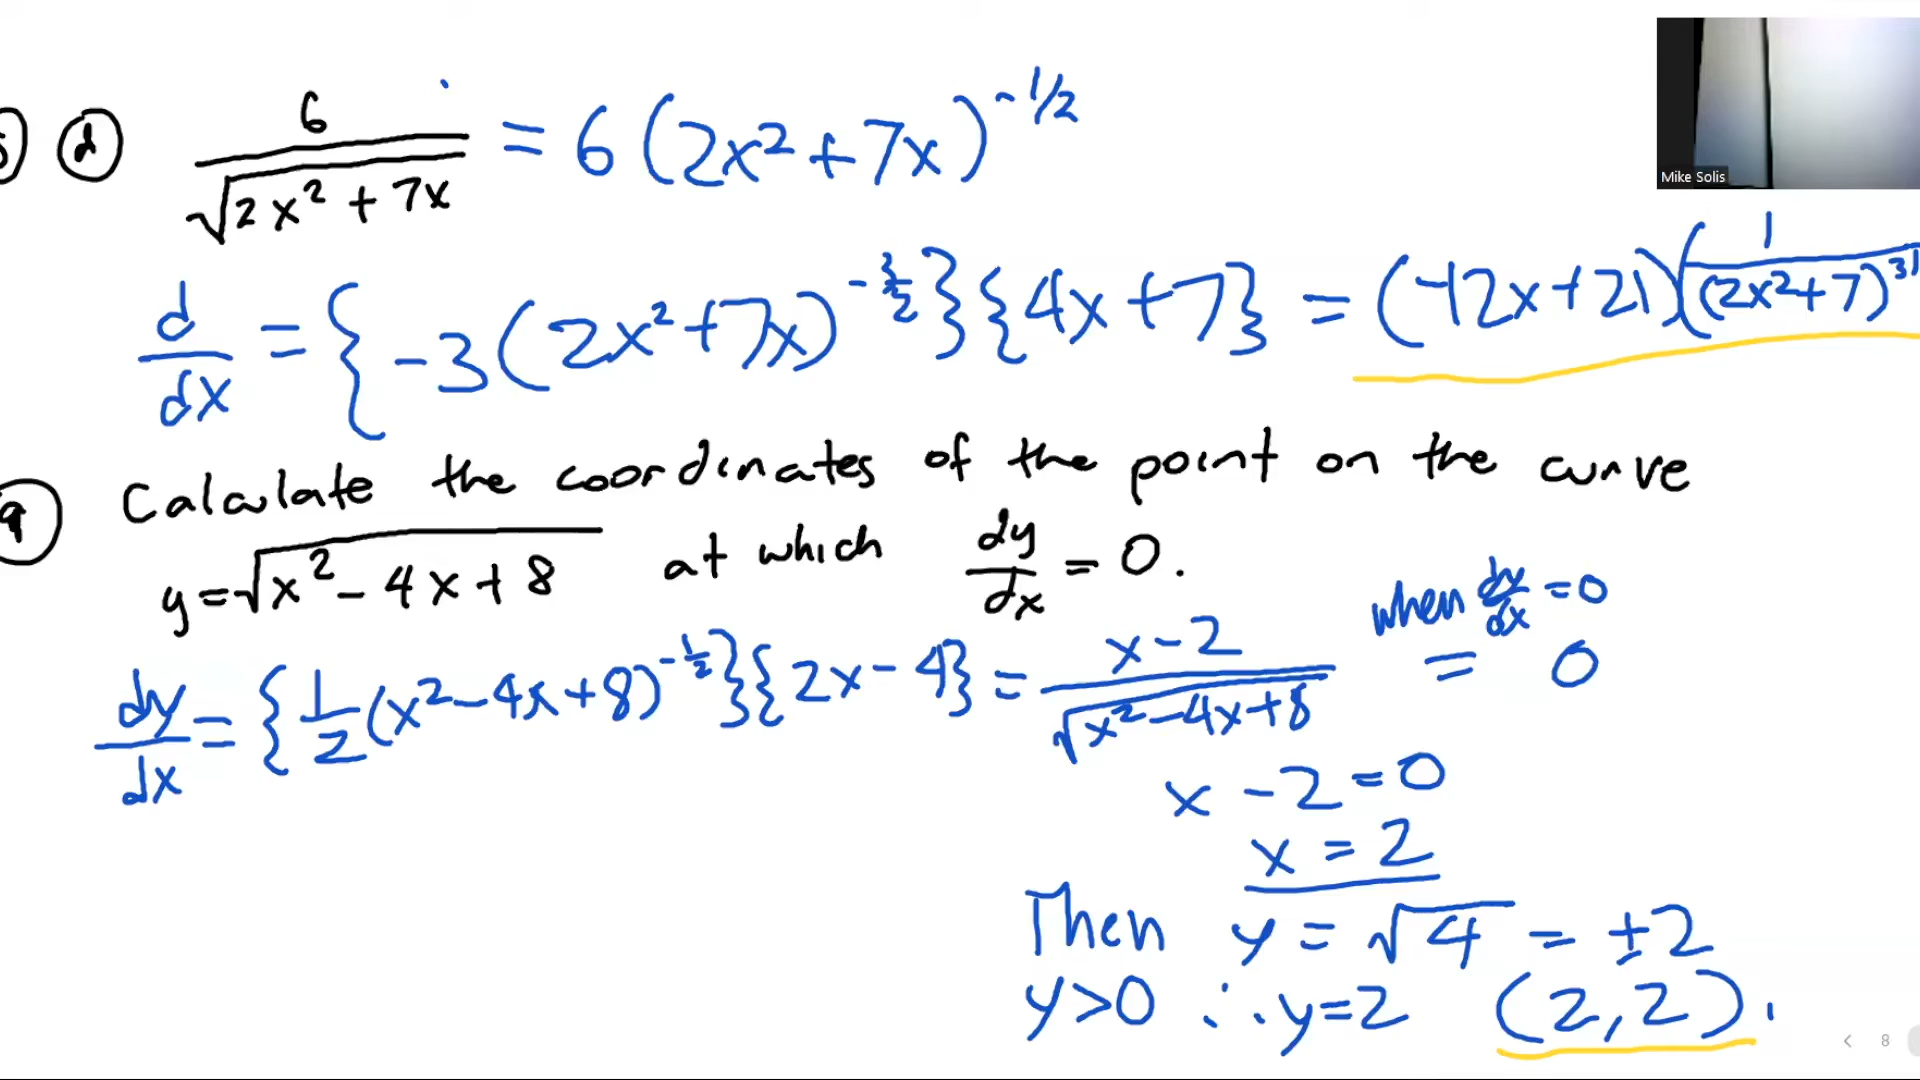 ⓓ 6/√(2x² + 7x) = 6(2x² + 7x)^(-1/2)
Mike Solis
d/dx = {-3(2x² + 7x)^(-3/2)}{4x + 7} = (-12x + 21)(1/(2x² + 7)^3/
⑨ Calculate the coordinates of the point on the curve
y = √(x² - 4x + 8) at which dy/dx = 0.
when dy/dx = 0
dy/dx = {1/2(x² - 4x + 8)^(-1/2)}{2x - 4} = (x - 2)/√(x² - 4x + 8) = 0
x - 2 = 0
x = 2
Then y = √4 = ±2
y > 0 ∴ y = 2 (2, 2).
8